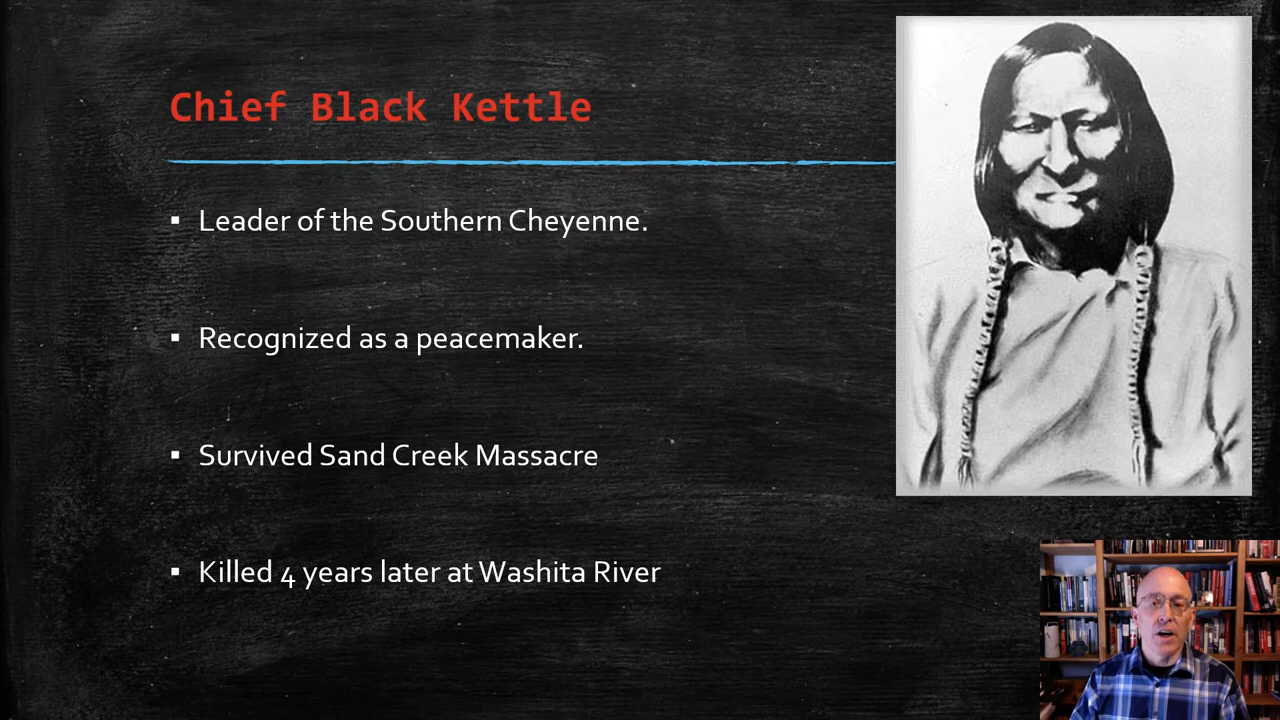 Chief Black Kettle
▪ Leader of the Southern Cheyenne.
▪ Recognized as a peacemaker.
▪ Survived Sand Creek Massacre
▪ Killed 4 years later at Washita River